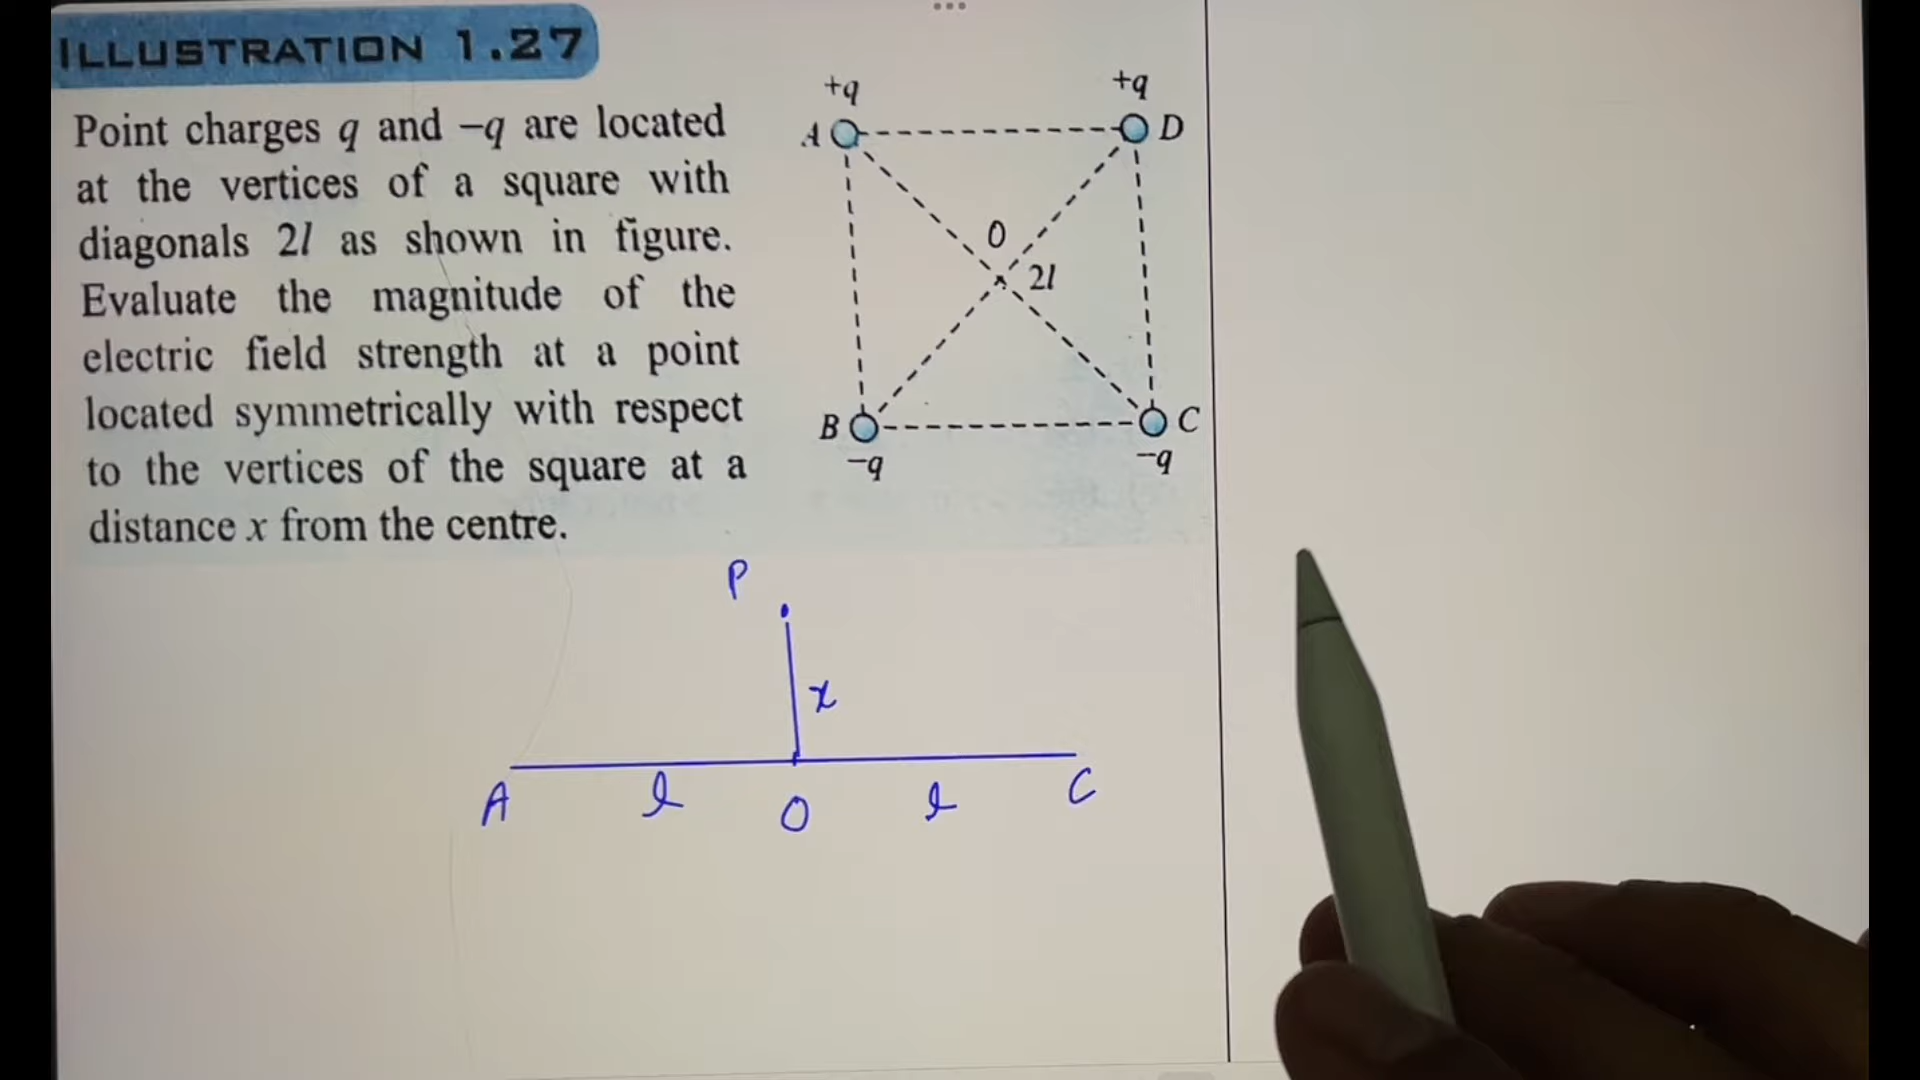 ILLUSTRATION 1.27
Point charges q and −q are located
at the vertices of a square with
diagonals 2l as shown in figure.
Evaluate the magnitude of the
electric field strength at a point
located symmetrically with respect
to the vertices of the square at a
distance x from the centre.
+q +q
A D
O
2l
B C
−q −q
P
x
A l O l C